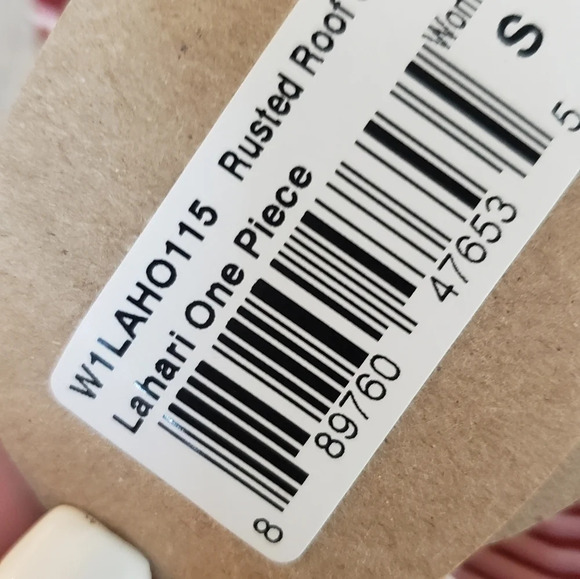 W1LAHO115 Rusted Roof
Lahari One Piece
S
8 89760 47653 5